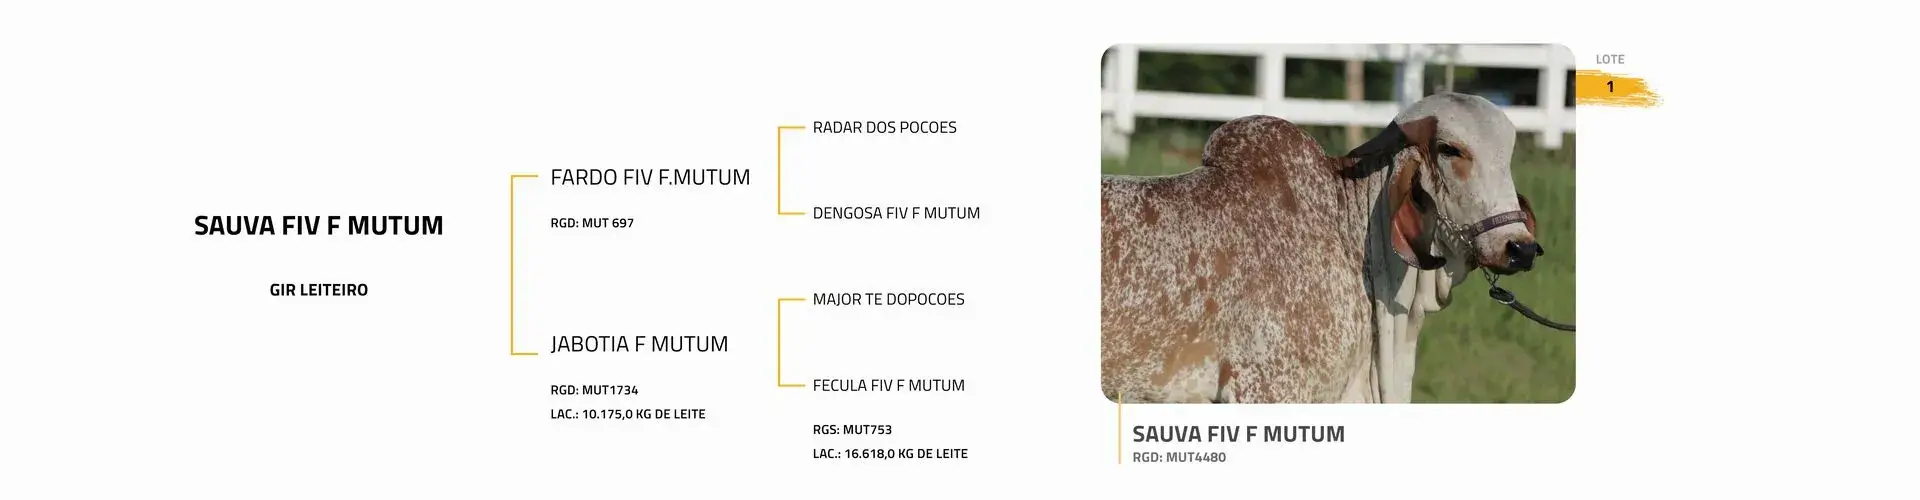 SAUVA FIV F MUTUM
GIR LEITEIRO
FARDO FIV F.MUTUM
RGD: MUT 697
JABOTIA F MUTUM
RGD: MUT1734
LAC.: 10.175,0 KG DE LEITE
RADAR DOS POCOES
DENGOSA FIV F MUTUM
MAJOR TE DOPOCOES
FECULA FIV F MUTUM
RGS: MUT753
LAC.: 16.618,0 KG DE LEITE
LOTE
1
SAUVA FIV F MUTUM
RGD: MUT4480